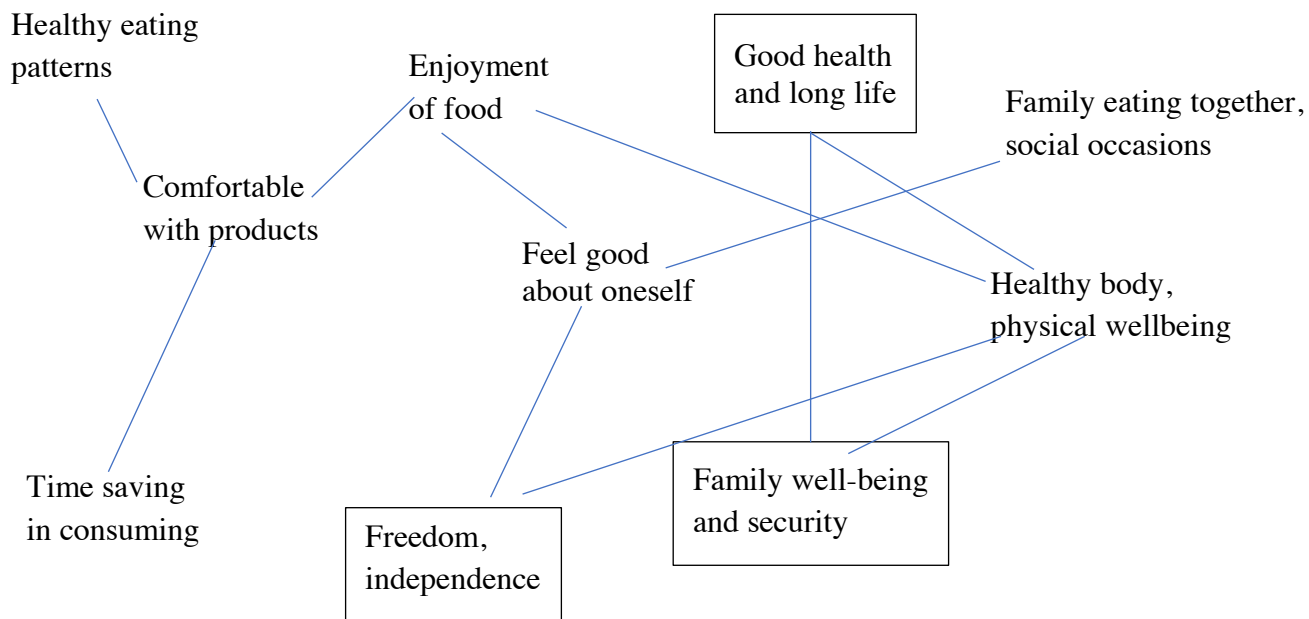 Healthy eating
patterns
Enjoyment
of food
Good health
and long life
Family eating together,
social occasions
Comfortable
with products
Feel good
about oneself
Healthy body,
physical wellbeing
Time saving
in consuming
Freedom,
independence
Family well-being
and security